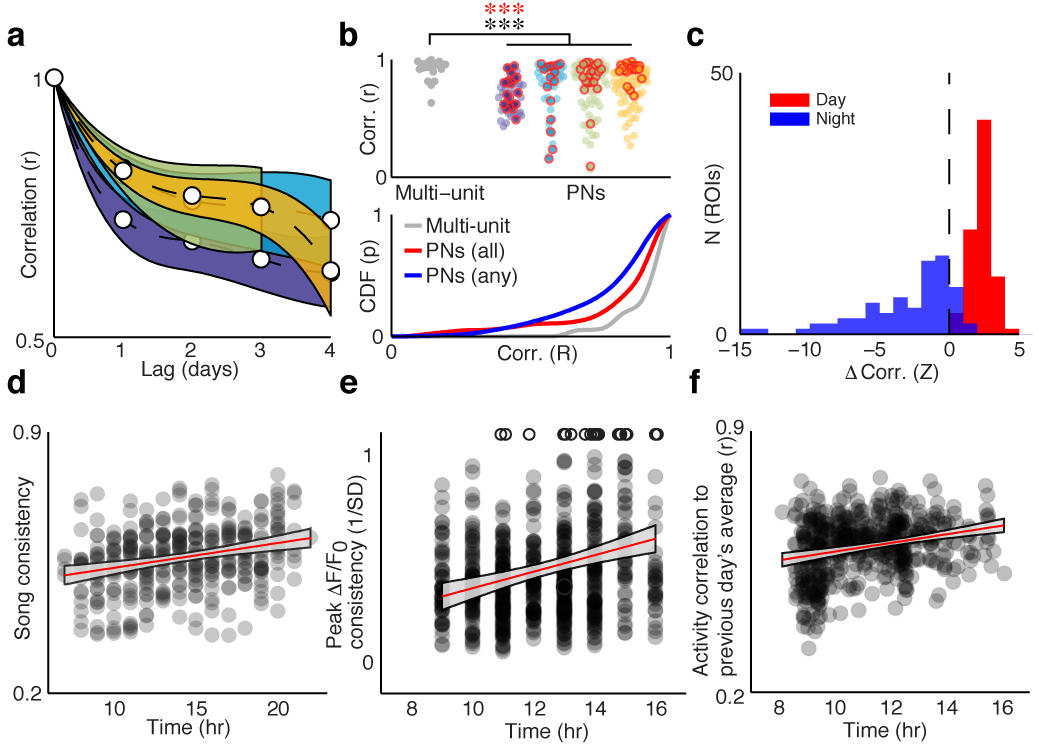 a
1
Correlation (r)
0.5
0 1 2 3 4
Lag (days)
b
***
***
1
Corr. (r)
0
Multi−unit PNs
1
CDF (p)
Multi-unit
PNs (all)
PNs (any)
0
0 1
Corr. (R)
c
50
Day
Night
N (ROIs)
0
−15 −10 −5 0 5
Δ Corr. (Z)
d
0.9
Song consistency
0.2
10 15 20
Time (hr)
e
1
Peak ΔF/F0
consistency (1/SD)
0
8 10 12 14 16
Time (hr)
f
0.9
Activity correlation to
previous day's average (r)
0.2
8 10 12 14 16
Time (hr)